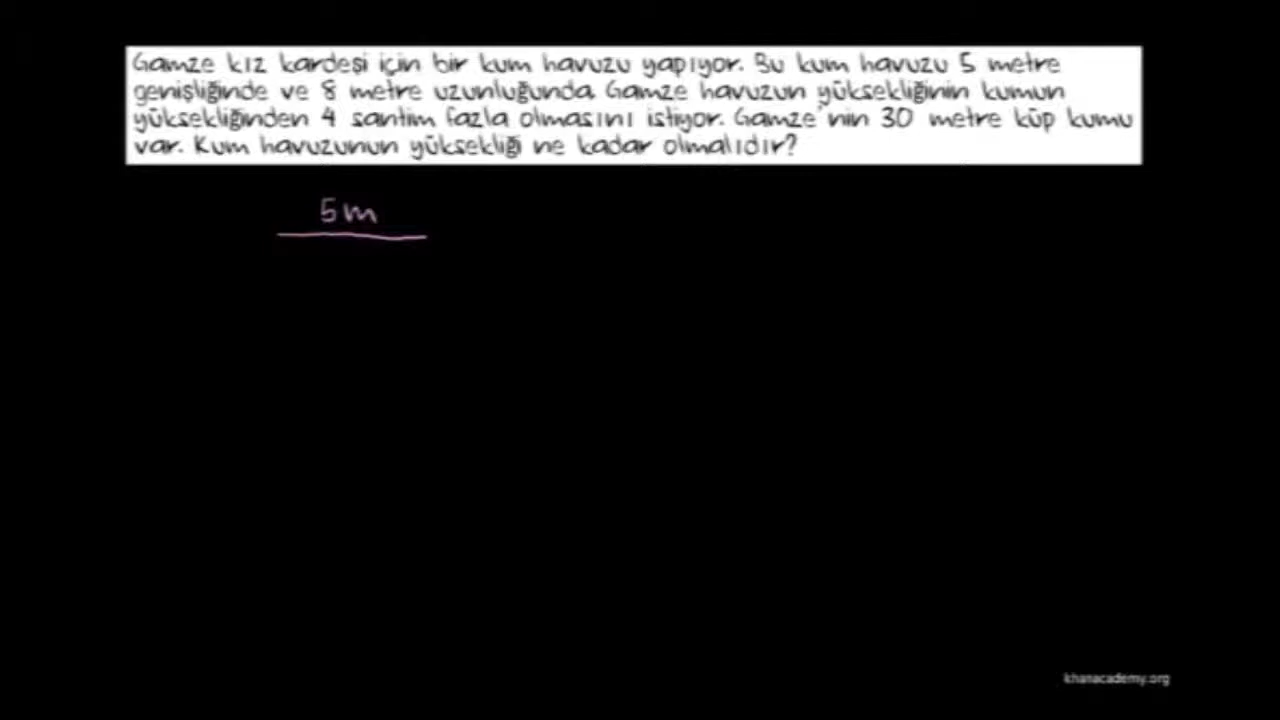 Gamze kız kardeşi için bir kum havuzu yapıyor. Bu kum havuzu 5 metre
genişliğinde ve 8 metre uzunluğunda. Gamze havuzun yüksekliğinin kumun
yüksekliğinden 4 santim fazla olmasını istiyor. Gamze'nin 30 metre küp kumu
var. Kum havuzunun yüksekliği ne kadar olmalıdır?
5m
khanacademy.org